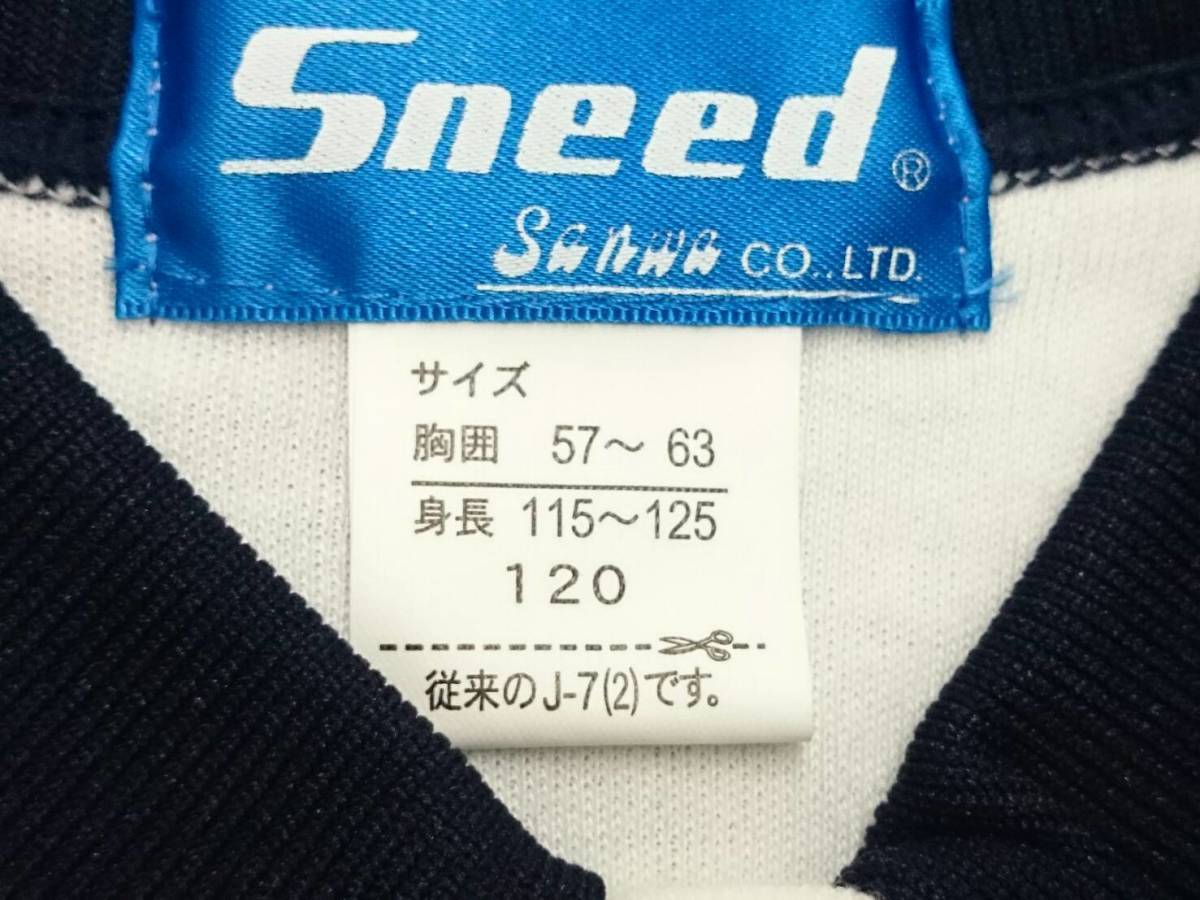 Sneed®
Sanwa CO.,LTD.
サイズ
胸囲 57～63
身長 115～125
120
従来のJ-7(2)です。